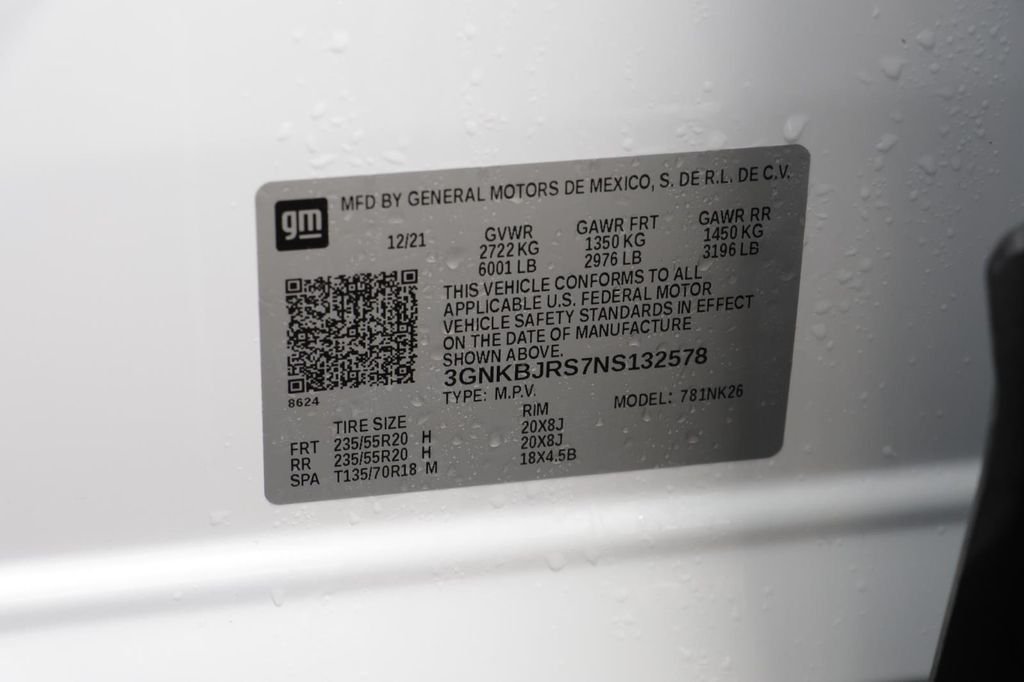 gm MFD BY GENERAL MOTORS DE MEXICO, S. DE R.L. DE C.V.
12/21 GVWR GAWR FRT GAWR RR
2722 KG 1350 KG 1450 KG
6001 LB 2976 LB 3196 LB
THIS VEHICLE CONFORMS TO ALL
APPLICABLE U.S. FEDERAL MOTOR
VEHICLE SAFETY STANDARDS IN EFFECT
ON THE DATE OF MANUFACTURE
SHOWN ABOVE.
3GNKBJRS7NS132578
8624 TYPE: M.P.V. MODEL: 781NK26
TIRE SIZE RIM
FRT 235/55R20 H 20X8J
RR 235/55R20 H 20X8J
SPA T135/70R18 M 18X4.5B